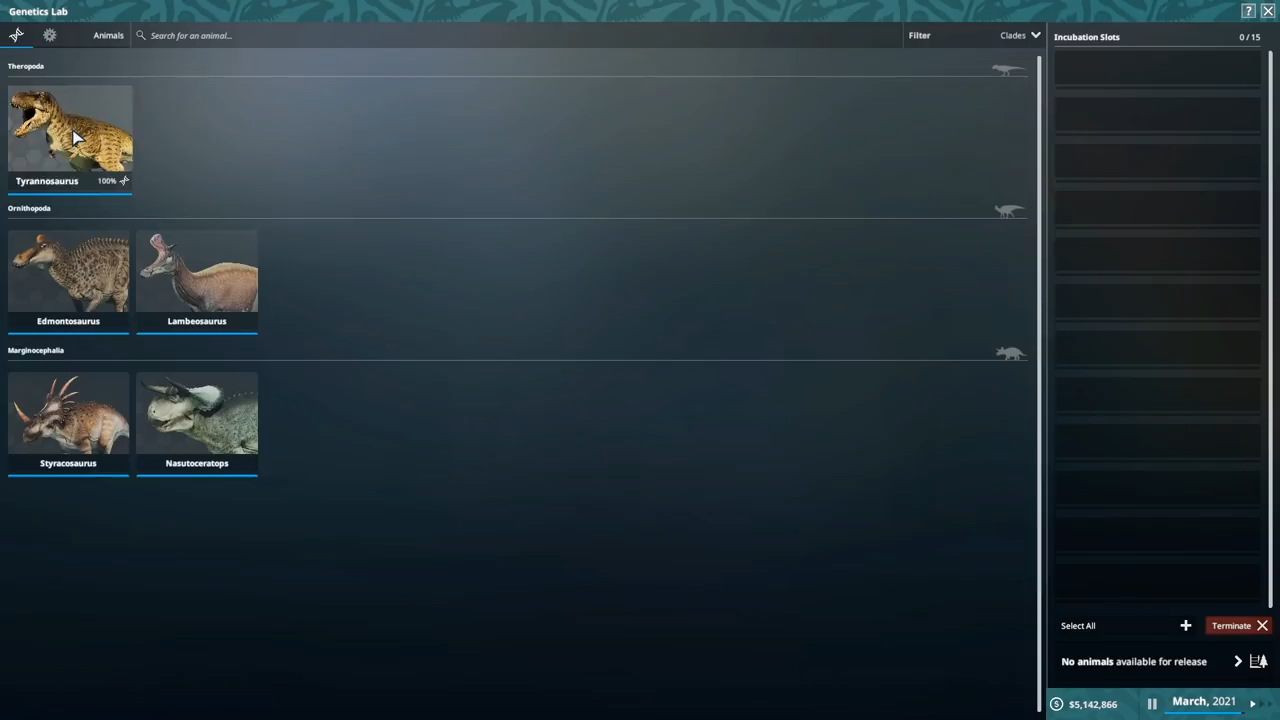 Genetics Lab
?
Animals
Search for an animal...
Filter
Clades
Incubation Slots
0 / 15
Theropoda
Tyrannosaurus
100%
Ornithopoda
Edmontosaurus
Lambeosaurus
Marginocephalia
Styracosaurus
Nasutoceratops
Select All
Terminate
No animals available for release
$5,142,866
March, 2021